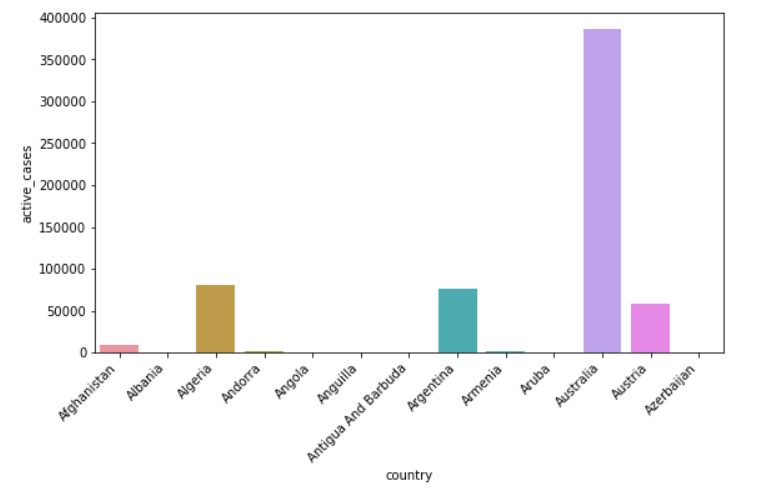 400000
350000
300000
250000
200000
150000
100000
50000
0
active_cases
Afghanistan
Albania
Algeria
Andorra
Angola
Anguilla
Antigua And Barbuda
Argentina
Armenia
Aruba
Australia
Austria
Azerbaijan
country